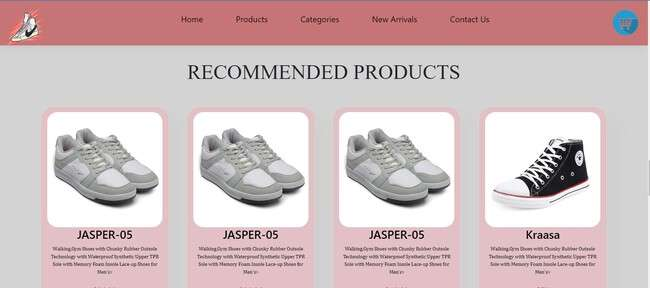 Home Products Categories New Arrivals Contact Us
RECOMMENDED PRODUCTS
JASPER-05 JASPER-05 JASPER-05 Kraasa
Walking,Gym Shoes with Chunky Rubber Outsole Walking,Gym Shoes with Chunky Rubber Outsole Walking,Gym Shoes with Chunky Rubber Outsole Walking,Gym Shoes with Chunky Rubber Outsole
Technology with Waterproof Synthetic Upper TPR Technology with Waterproof Synthetic Upper TPR Technology with Waterproof Synthetic Upper TPR Technology with Waterproof Synthetic Upper TPR
Sole with Memory Foam Insole Lace-up Shoes for Sole with Memory Foam Insole Lace-up Shoes for Sole with Memory Foam Insole Lace-up Shoes for Sole with Memory Foam Insole Lace-up Shoes for
Men's\ Men's\ Men's\ Men's\